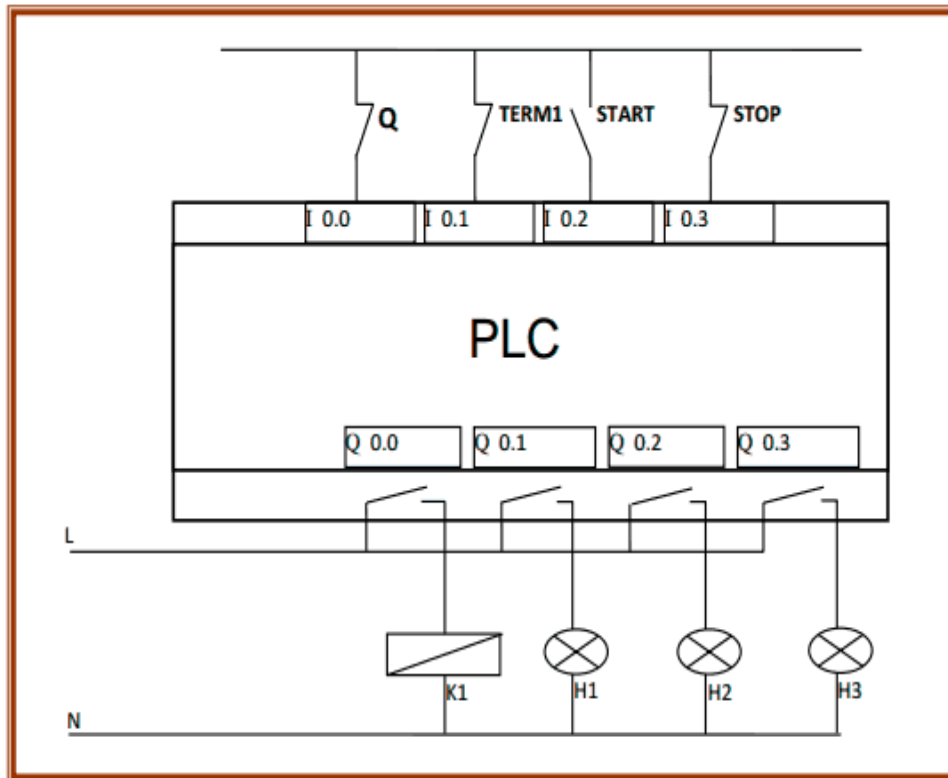 Q TERM1 START STOP
I 0.0 I 0.1 I 0.2 I 0.3
PLC
Q 0.0 Q 0.1 Q 0.2 Q 0.3
L
K1 H1 H2 H3
N